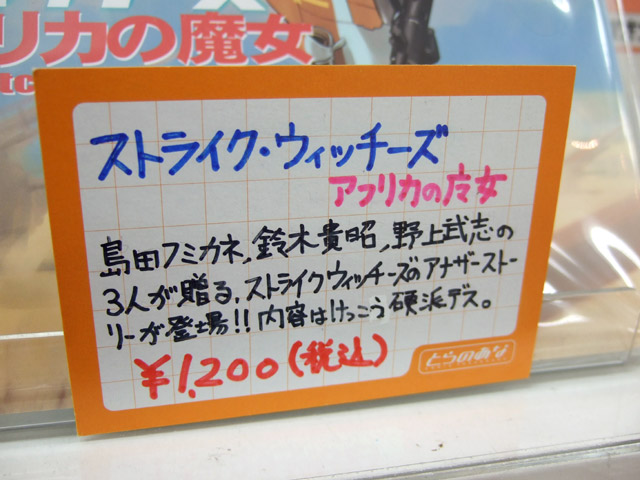 リカの魔女
tc
ストライク・ウィッチーズ
アフリカの魔女
島田フミカネ,鈴木貴昭,野上武志の
3人が贈る,ストライクウィッチーズのアナザーストー
リーが登場!!内容はけっこう硬派デス。
¥1,200(税込)
とらのあな